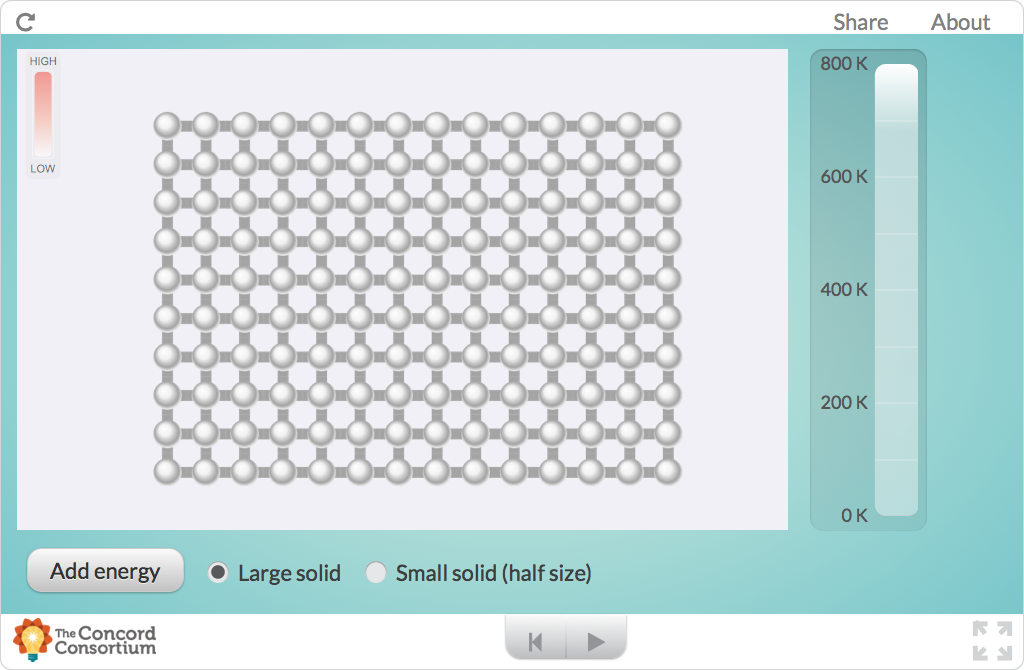 Share About
HIGH
LOW
800 K
600 K
400 K
200 K
0 K
Add energy
Large solid
Small solid (half size)
The Concord
Consortium